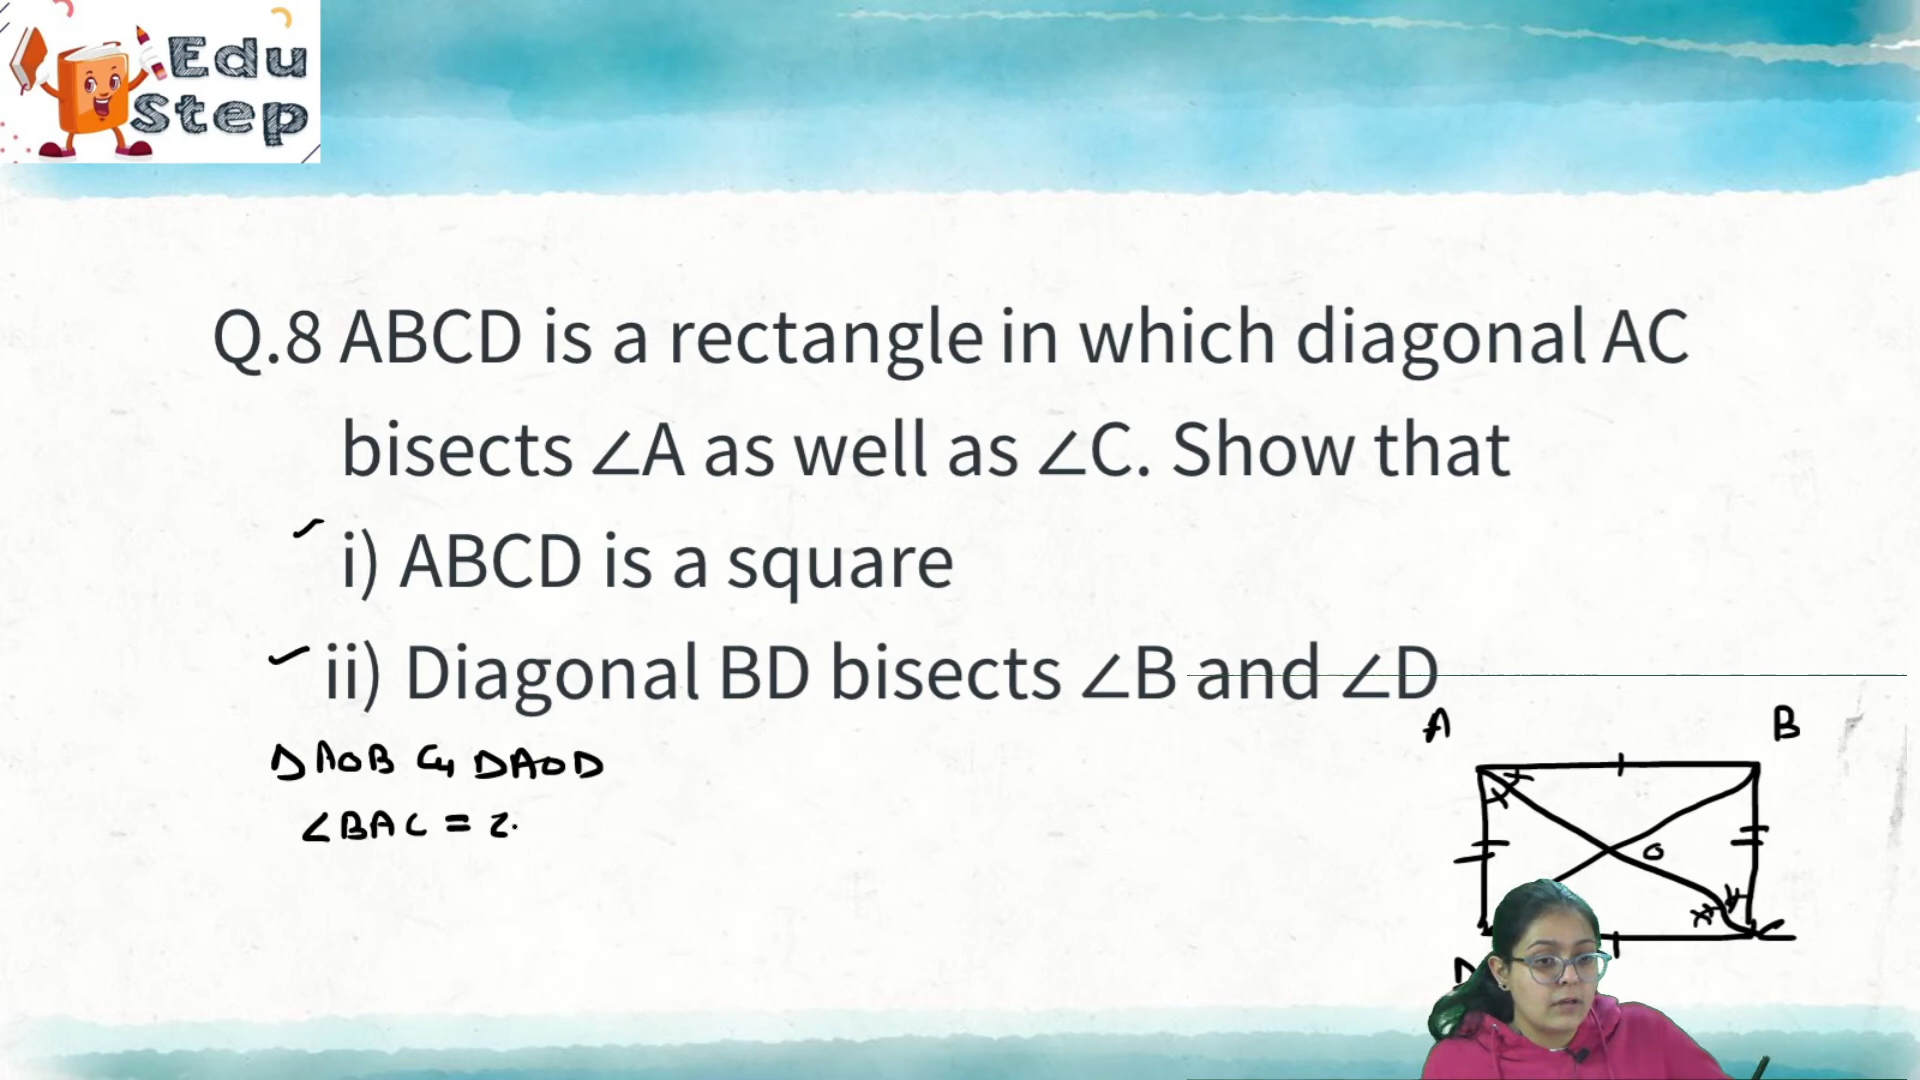 Edu
Step
Q.8 ABCD is a rectangle in which diagonal AC
bisects ∠A as well as ∠C. Show that
i) ABCD is a square
ii) Diagonal BD bisects ∠B and ∠D
A
B
Δ AOB & ΔAOD
∠BAC = ∠
O
C
D